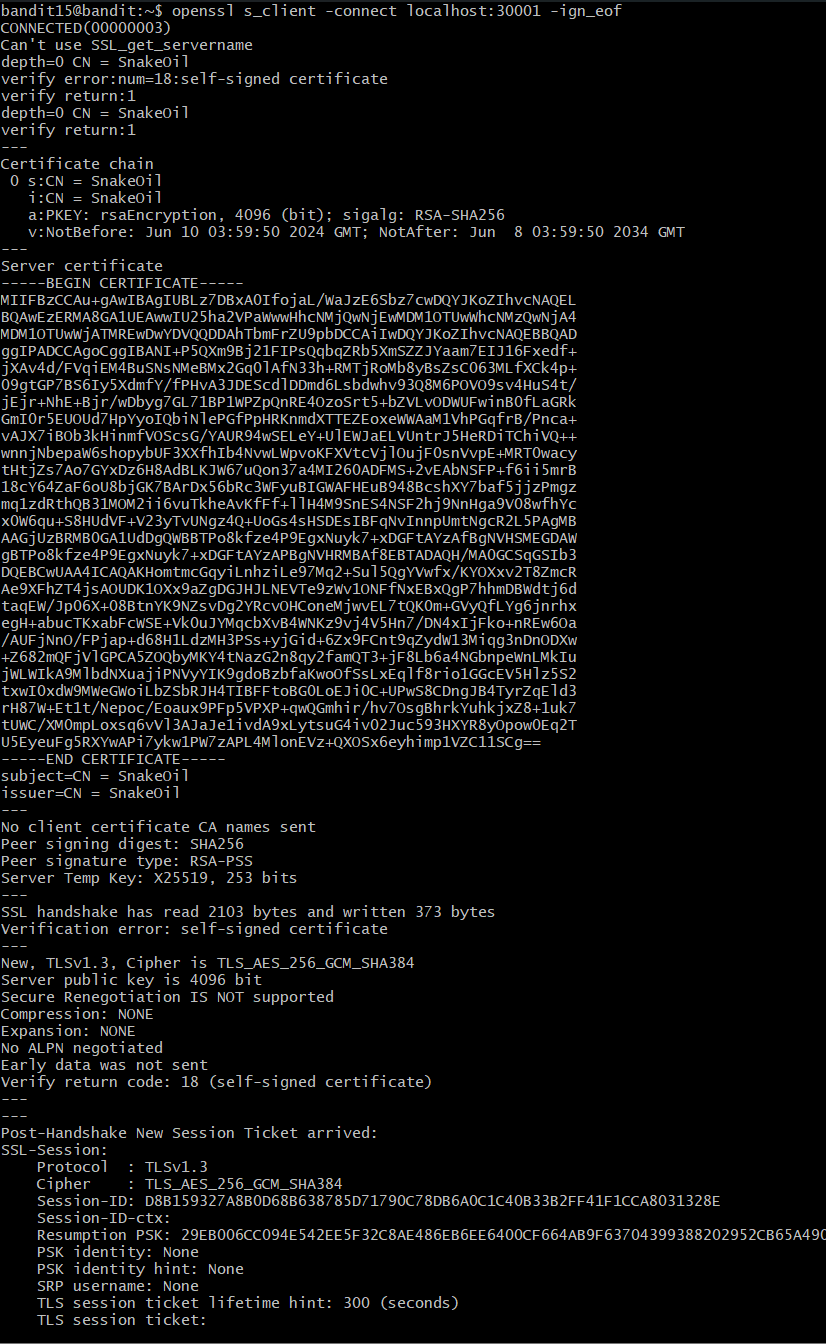 bandit15@bandit:~$ openssl s_client -connect localhost:30001 -ign_eof
CONNECTED(00000003)
Can't use SSL_get_servername
depth=0 CN = SnakeOil
verify error:num=18:self-signed certificate
verify return:1
depth=0 CN = SnakeOil
verify return:1
---
Certificate chain
 0 s:CN = SnakeOil
   i:CN = SnakeOil
   a:PKEY: rsaEncryption, 4096 (bit); sigalg: RSA-SHA256
   v:NotBefore: Jun 10 03:59:50 2024 GMT; NotAfter: Jun  8 03:59:50 2034 GMT
---
Server certificate
-----BEGIN CERTIFICATE-----
MIIFBzCCAu+gAwIBAgIUBLz7DBxA0IfojaL/WaJzE6Sbz7cwDQYJKoZIhvcNAQEL
BQAwEzERMA8GA1UEAwwIU25ha2VPaWwwHhcNMjQwNjEwMDM1OTUwWhcNMzQwNjA4
MDM1OTUwWjATMREwDwYDVQQDDAhTbmFrZU9pbDCCAiIwDQYJKoZIhvcNAQEBBQAD
ggIPADCCAgoCggIBANI+P5QXm9Bj21FIPsQqbqZRb5XmSZZJYaam7EIJ16Fxedf+
jXAv4d/FVqiEM4BuSNsNMeBMx2Gq0lAfN33h+RMTjRoMb8yBsZsC063MLfXCk4p+
09gtGP7BS6Iy5XdmfY/fPHvA3JDEScdlDDmd6Lsbdwhv93Q8M6POVO9sv4HuS4t/
jEjr+NhE+Bjr/wDbyg7GL71BP1WPZpQnRE4OzoSrt5+bZVLvODWUFwinB0fLaGRk
GmI0r5EUOUd7HpYyoIQbiNlePGfPpHRKnmdXTTEZEoxeWWAaM1VhPGqfrB/Pnca+
vAJX7iBOb3kHinmfVOScsG/YAUR94wSELeY+UlEWJaELVUntrJ5HeRDiTChiVQ++
wnnjNbepaW6shopybUF3XXfhIb4NvwLWpvoKFXVtcVjlOujF0snVvpE+MRT0wacy
tHtjZs7Ao7GYxDz6H8AdBLKJW67uQon37a4MI260ADFMS+2vEAbNSFP+f6ii5mrB
18cY64ZaF6oU8bjGK7BArDx56bRc3WFyuBIGWAFHEuB948BcshXY7baf5jjzPmgz
mq1zdRthQB31MOM2ii6vuTkheAvKfFf+llH4M9SnES4NSF2hj9NnHga9V08wfhYc
x0W6qu+S8HUdVF+V23yTvUNgz4Q+UoGs4sHSDEsIBFqNvInnpUmtNgcR2L5PAgMB
AAGjUzBRMB0GA1UdDgQWBBTPo8kfze4P9EgxNuyk7+xDGFtAYzAfBgNVHSMEGDAW
gBTPo8kfze4P9EgxNuyk7+xDGFtAYzAPBgNVHRMBAf8EBTADAQH/MA0GCSqGSIb3
DQEBCwUAA4ICAQAKHomtmcGqyiLnhziLe97Mq2+Sul5QgYVwfx/KYOXxv2T8ZmcR
Ae9XFhZT4jsAOUDK1OXx9aZgDGJHJLNEVTe9zWv1ONFfNxEBxQgP7hhmDBWdtj6d
taqEW/Jp06X+O8BtnYK9NZsvDg2YRcvOHConeMjwvEL7tQK0m+GVyQfLYg6jnrhx
egH+abucTKxabFcWSE+Vk0uJYMqcbXvB4WNKz9vj4V5Hn7/DN4xIjFko+nREw6Oa
/AUFjNnO/FPjap+d68H1LdzMH3PSs+yjGid+6Zx9FCnt9qZydW13Miqg3nDnODXw
+Z682mQFjVlGPCA5ZOQbyMKY4tNazG2n8qy2famQT3+jF8Lb6a4NGbnpeWnLMkIu
jWLWIkA9MlbdNXuajiPNVyYIK9gdoBzbfaKwoOfSsLxEqlf8rio1GGcEV5Hlz5S2
txwI0xdW9MWeGWoiLbZSbRJH4TIBFFtoBGOLoEJi0C+UPwS8CDngJB4TyrZqEld3
rH87W+Et1t/Nepoc/Eoaux9PFp5VPXP+qwQGmhir/hv7OsgBhrkYuhkjxZ8+1uk7
tUWC/XM0mpLoxsq6vVl3AJaJe1ivdA9xLytsuG4iv02Juc593HXYR8yOpow0Eq2T
U5EyeuFg5RXYwAPi7ykw1PW7zAPL4MlonEVz+QXOSx6eyhimp1VZC1lSCg==
-----END CERTIFICATE-----
subject=CN = SnakeOil
issuer=CN = SnakeOil
---
No client certificate CA names sent
Peer signing digest: SHA256
Peer signature type: RSA-PSS
Server Temp Key: X25519, 253 bits
---
SSL handshake has read 2103 bytes and written 373 bytes
Verification error: self-signed certificate
---
New, TLSv1.3, Cipher is TLS_AES_256_GCM_SHA384
Server public key is 4096 bit
Secure Renegotiation IS NOT supported
Compression: NONE
Expansion: NONE
No ALPN negotiated
Early data was not sent
Verify return code: 18 (self-signed certificate)
---
---
Post-Handshake New Session Ticket arrived:
SSL-Session:
    Protocol  : TLSv1.3
    Cipher    : TLS_AES_256_GCM_SHA384
    Session-ID: D8B159327A8B0D68B638785D71790C78DB6A0C1C40B33B2FF41F1CCA8031328E
    Session-ID-ctx:
    Resumption PSK: 29EB006CC094E542EE5F32C8AE486EB6EE6400CF664AB9F63704399388202952CB65A490
    PSK identity: None
    PSK identity hint: None
    SRP username: None
    TLS session ticket lifetime hint: 300 (seconds)
    TLS session ticket: